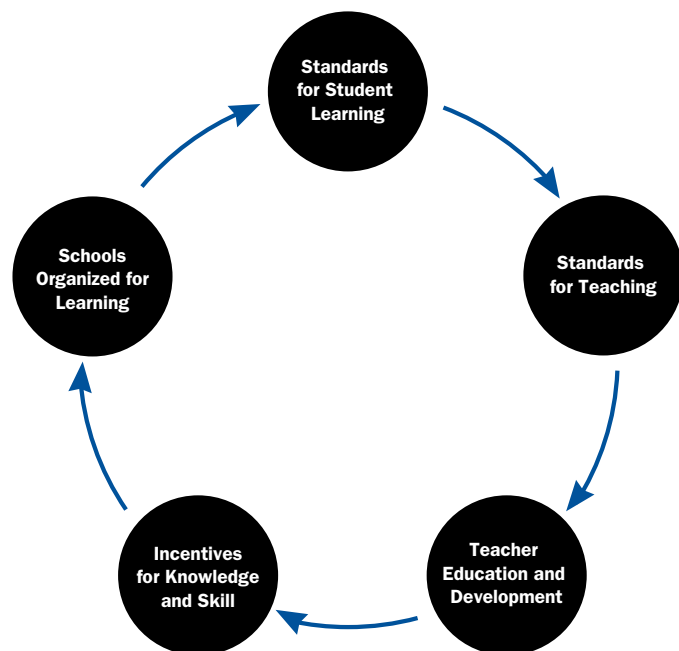 Standards
for Student
Learning
Standards
for Teaching
Teacher
Education and
Development
Incentives
for Knowledge
and Skill
Schools
Organized for
Learning